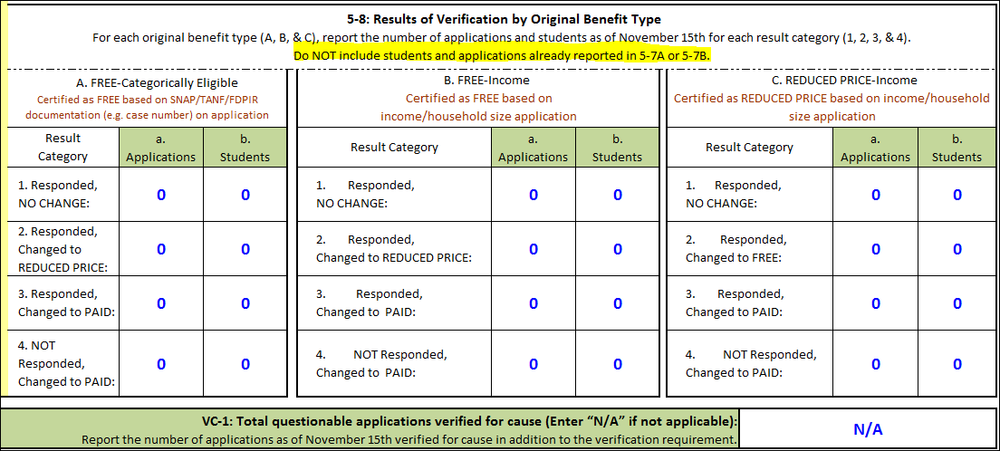 5-8: Results of Verification by Original Benefit Type
For each original benefit type (A, B, & C), report the number of applications and students as of November 15th for each result category (1, 2, 3, & 4).
Do NOT include students and applications already reported in 5-7A or 5-7B.
A. FREE-Categorically Eligible
Certified as FREE based on SNAP/TANF/FDPIR
documentation (e.g. case number) on application
B. FREE-Income
Certified as FREE based on
income/household size application
C. REDUCED PRICE-Income
Certified as REDUCED PRICE based on income/household
size application
Result
Category
a.
Applications
b.
Students
Result Category
a.
Applications
b.
Students
Result Category
a.
Applications
b.
Students
1. Responded,
NO CHANGE:
0
0
1. Responded,
NO CHANGE:
0
0
1. Responded,
NO CHANGE:
0
0
2. Responded,
Changed to
REDUCED PRICE:
0
0
2. Responded,
Changed to REDUCED PRICE:
0
0
2. Responded,
Changed to FREE:
0
0
3. Responded,
Changed to PAID:
0
0
3. Responded,
Changed to PAID:
0
0
3. Responded,
Changed to PAID:
0
0
4. NOT
Responded,
Changed to PAID:
0
0
4. NOT Responded,
Changed to PAID:
0
0
4. NOT Responded,
Changed to PAID:
0
0
VC-1: Total questionable applications verified for cause (Enter “N/A” if not applicable):
Report the number of applications as of November 15th verified for cause in addition to the verification requirement.
N/A